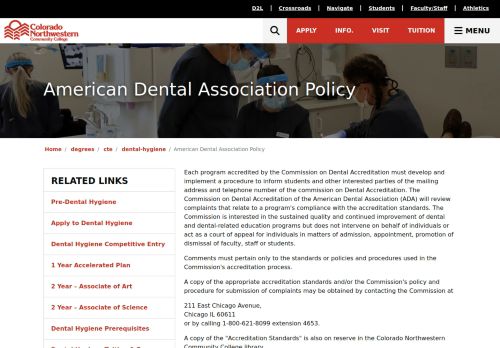 D2L | Crossroads | Navigate | Students | Faculty/Staff | Athletics
Colorado
Northwestern
Community College
APPLY INFO. VISIT TUITION MENU
American Dental Association Policy
Home / degrees / cte / dental-hygiene / American Dental Association Policy
RELATED LINKS
Pre-Dental Hygiene
Apply to Dental Hygiene
Dental Hygiene Competitive Entry
1 Year Accelerated Plan
2 Year – Associate of Art
2 Year – Associate of Science
Dental Hygiene Prerequisites
Each program accredited by the Commission on Dental Accreditation must develop and
implement a procedure to inform students and other interested parties of the mailing
address and telephone number of the commission on Dental Accreditation. The
Commission on Dental Accreditation of the American Dental Association (ADA) will review
complaints that relate to a program's compliance with the accreditation standards. The
Commission is interested in the sustained quality and continued improvement of dental
and dental-related education programs but does not intervene on behalf of individuals or
act as a court of appeal for individuals in matters of admission, appointment, promotion of
dismissal of faculty, staff or students.
Comments must pertain only to the standards or policies and procedures used in the
Commission's accreditation process.
A copy of the appropriate accreditation standards and/or the Commission's policy and
procedure for submission of complaints may be obtained by contacting the Commission at
211 East Chicago Avenue,
Chicago IL 60611
or by calling 1-800-621-8099 extension 4653.
A copy of the "Accreditation Standards" is also on reserve in the Colorado Northwestern
Community College library.